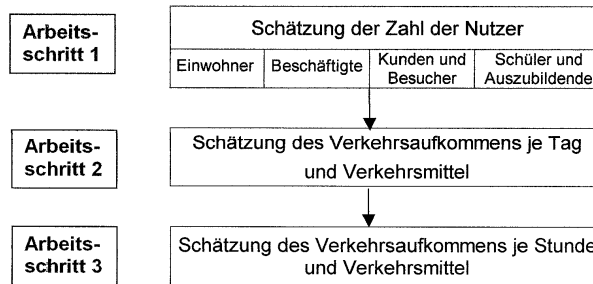 Arbeits-
schritt 1
Schätzung der Zahl der Nutzer
Einwohner
Beschäftigte
Kunden und
Besucher
Schüler und
Auszubildende
Arbeits-
schritt 2
Schätzung des Verkehrsaufkommens je Tag
und Verkehrsmittel
Arbeits-
schritt 3
Schätzung des Verkehrsaufkommens je Stunde
und Verkehrsmittel